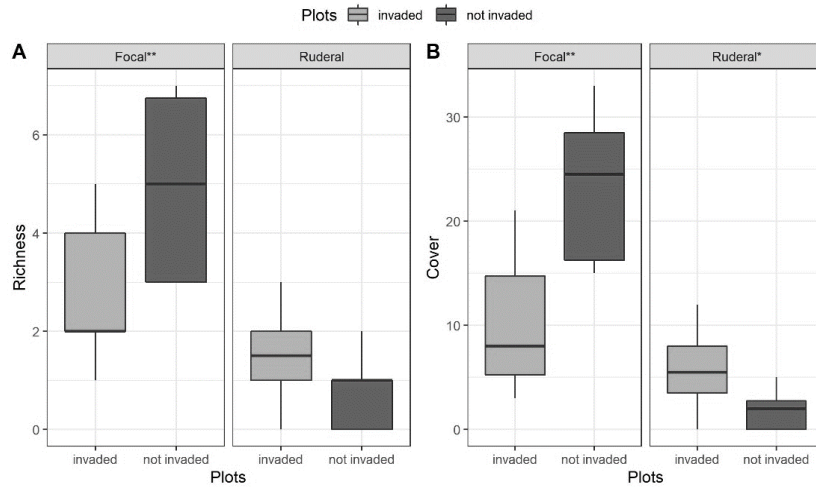 Plots invaded not invaded
A
Focal**
Ruderal
Richness
6
4
2
0
invaded
not invaded
invaded
not invaded
Plots
B
Focal**
Ruderal*
Cover
30
20
10
0
invaded
not invaded
invaded
not invaded
Plots